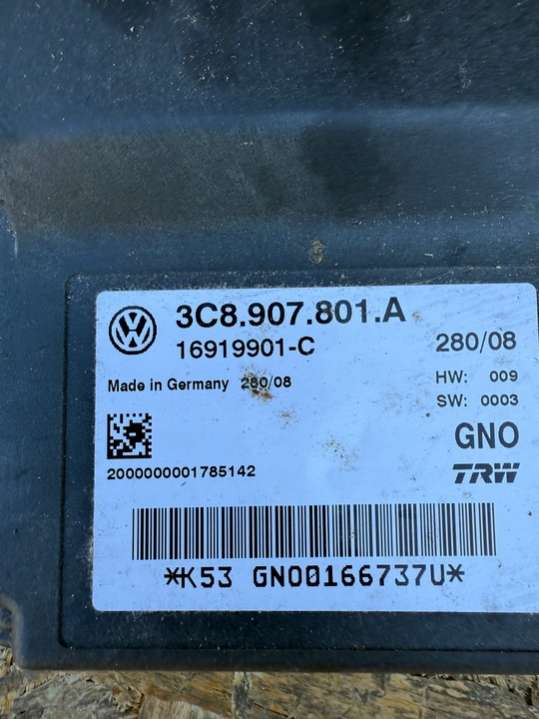 3C8.907.801.A
16919901-C
280/08
Made in Germany 280/08
HW: 009
SW: 0003
GNO
2000000001785142
TRW
*K53 GNO0166737U*